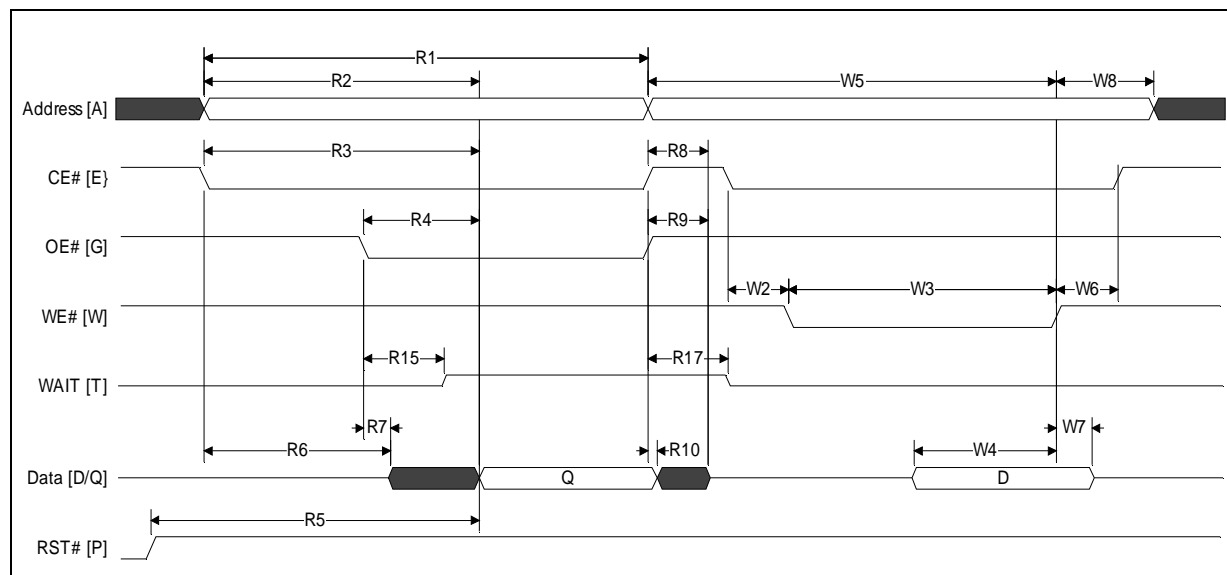 R1
R2 W5 W8
Address [A]
R3 R8
CE# [E}
R4 R9
OE# [G]
W2 W3 W6
WE# [W]
R15 R17
WAIT [T]
R7 W7
R6 R10 W4
Data [D/Q] Q D
R5
RST# [P]